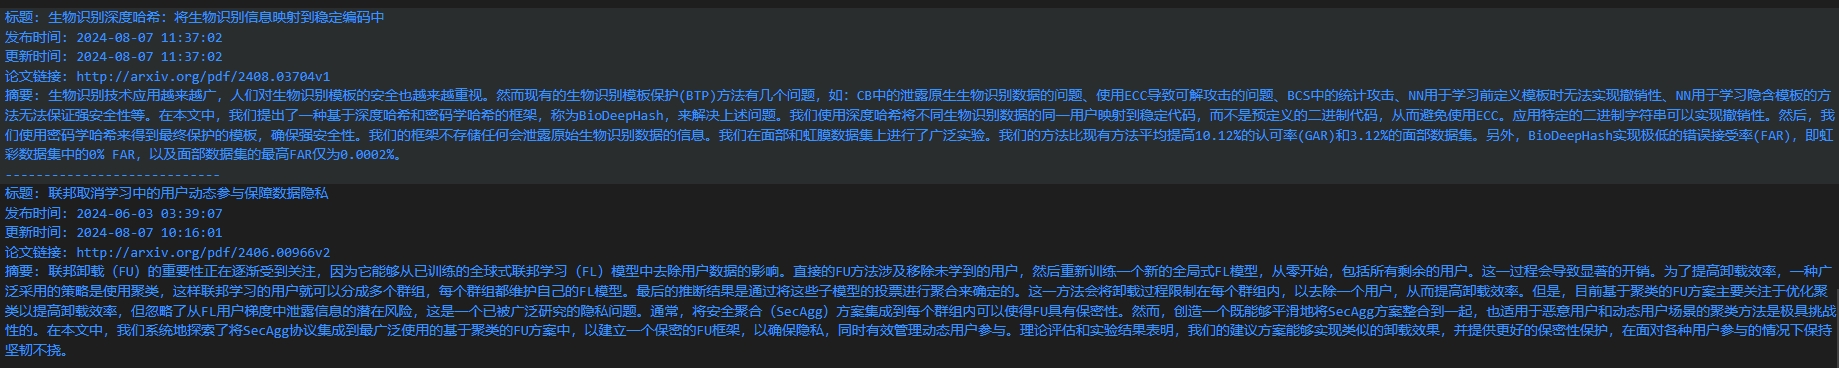 标题: 生物识别深度哈希: 将生物识别信息映射到稳定编码中
发布时间: 2024-08-07 11:37:02
更新时间: 2024-08-07 11:37:02
论文链接: http://arxiv.org/pdf/2408.03704v1
摘要: 生物识别技术应用越来越广，人们对生物识别模板的安全也越来越重视。然而现有的生物识别模板保护(BTP)方法有几个问题，如: CB中的泄露原生生物识别数据的问题、使用ECC导致可解攻击的问题、BCS中的统计攻击、NN用于学习前定义模板时无法实现撤销性、NN用于学习隐含模板的方
法无法保证强安全性等。在本文中，我们提出了一种基于深度哈希和密码学哈希的框架，称为BioDeepHash，来解决上述问题。我们使用深度哈希将不同生物识别数据的同一用户映射到稳定代码，而不是预定义的二进制代码，从而避免使用ECC。应用特定的二进制字符串可以实现撤销性。然后，我
们使用密码学哈希来得到最终保护的模板，确保强安全性。我们的框架不存储任何会泄露原始生物识别数据的信息。我们在面部和虹膜数据集上进行了广泛实验。我们的方法比现有方法平均提高10.12%的认可率(GAR)和3.12%的面部数据集。另外，BioDeepHash实现极低的错误接受率(FAR)，即虹
彩数据集中的0% FAR，以及面部数据集的最高FAR仅为0.0002%。
----------------------------
标题: 联邦取消学习中的用户动态参与保障数据隐私
发布时间: 2024-06-03 03:39:07
更新时间: 2024-08-07 10:16:01
论文链接: http://arxiv.org/pdf/2406.00966v2
摘要: 联邦卸载（FU）的重要性正在逐渐受到关注，因为它能够从已训练的全球式联邦学习（FL）模型中去除用户数据的影响。直接的FU方法涉及移除未学到的用户，然后重新训练一个新的全局式FL模型，从零开始，包括所有剩余的用户。这一过程会导致显著的开销。为了提高卸载效率，一种广
泛采用的策略是使用聚类，这样联邦学习的用户就可以分成多个群组，每个群组都维护自己的FL模型。最后的推断结果是通过将这些子模型的投票进行聚合来确定的。这一方法会将卸载过程限制在每个群组内，以去除一个用户，从而提高卸载效率。但是，目前基于聚类的FU方案主要关注于优化聚
类以提高卸载效率，但忽略了从FL用户梯度中泄露信息的潜在风险，这是一个已被广泛研究的隐私问题。通常，将安全聚合（SecAgg）方案集成到每个群组内可以使得FU具有保密性。然而，创造一个既能够平滑地将SecAgg方案整合到一起，也适用于恶意用户和动态用户场景的聚类方法是极具挑战
性的。在本文中，我们系统地探索了将SecAgg协议集成到最广泛使用的基于聚类的FU方案中，以建立一个保密的FU框架，以确保隐私，同时有效管理动态用户参与。理论评估和实验结果表明，我们的建议方案能够实现类似的卸载效果，并提供更好的保密性保护，在面对各种用户参与的情况下保持
坚韧不挠。